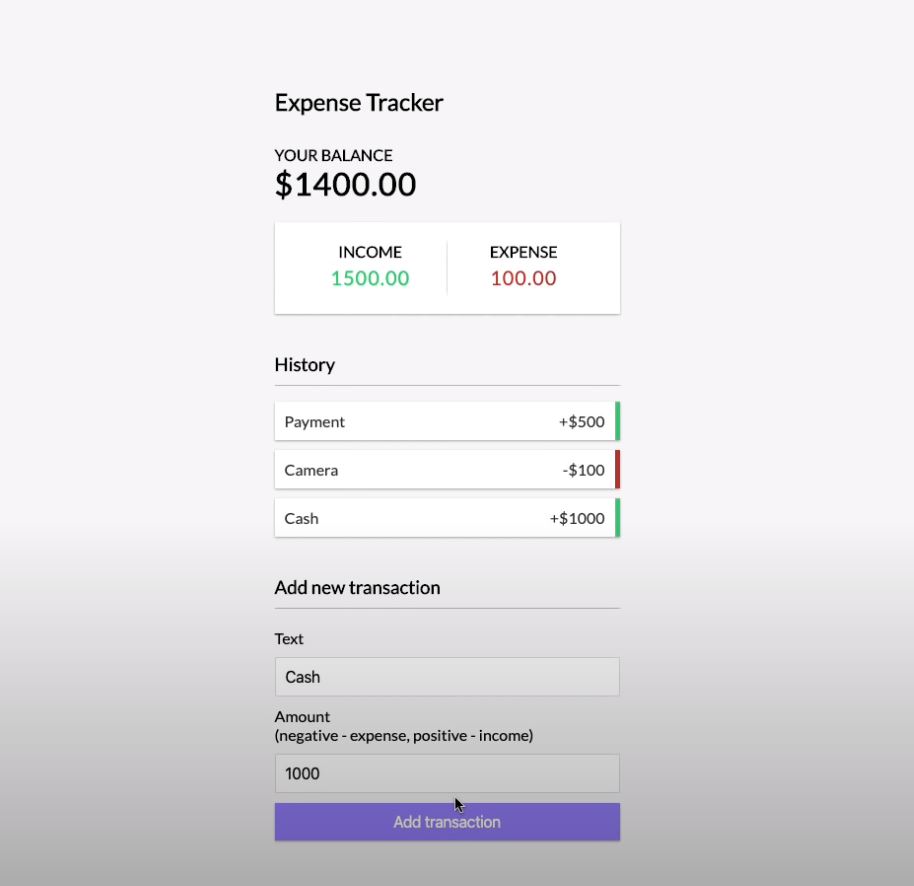 Expense Tracker
YOUR BALANCE
$1400.00
INCOME EXPENSE
1500.00 100.00
History
Payment +$500
Camera -$100
Cash +$1000
Add new transaction
Text
Cash
Amount
(negative - expense, positive - income)
1000
Add transaction